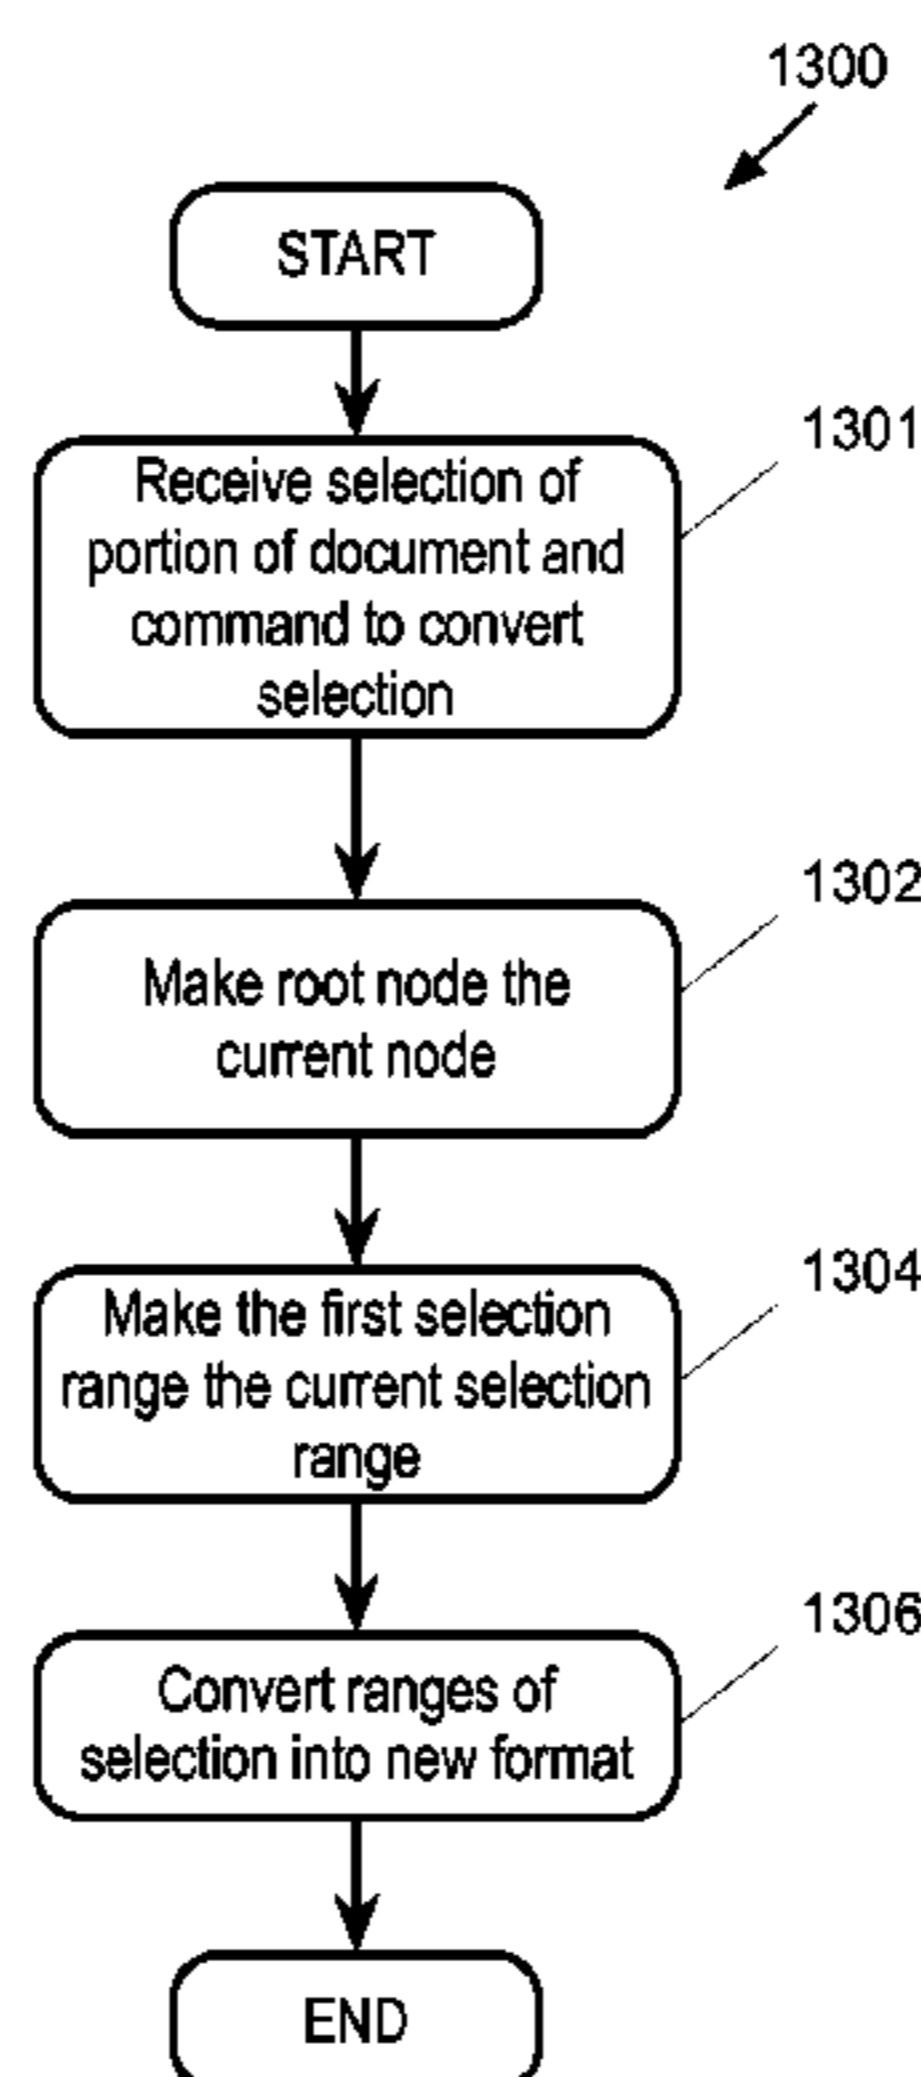 1300
START
1301
Receive selection of
portion of document and
command to convert
selection
1302
Make root node the
current node
1304
Make the first selection
range the current selection
range
1306
Convert ranges of
selection into new format
END